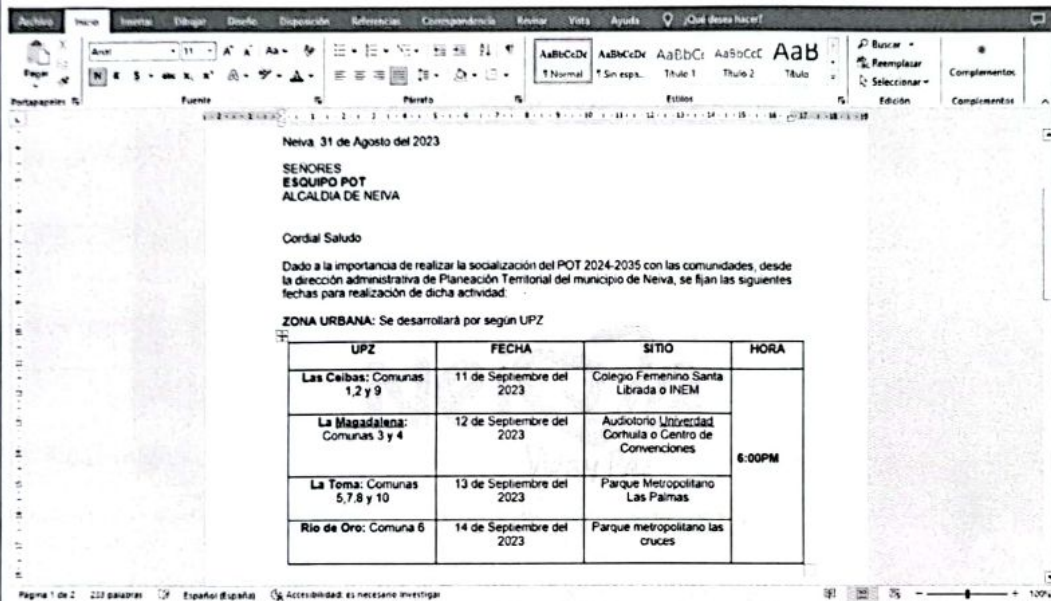 Archivo Inicio Insertar Dibujar Diseño Disposición Referencias Correspondencia Revisar Vista Ayuda ¿Qué desea hacer?
Pegar
Portapapeles
Arial 11
N K S
Fuente
Párrafo
AaBbCcDc AaBbCcDc AaBbCc AaBbCcD AaB
¶ Normal ¶ Sin espa... Título 1 Título 2 Título
Estilos
Buscar
Reemplazar
Seleccionar
Edición
Complementos
Complementos
Neiva, 31 de Agosto del 2023
SEÑORES
ESQUIPO POT
ALCALDIA DE NEIVA
Cordial Saludo
Dado a la importancia de realizar la socialización del POT 2024-2035 con las comunidades, desde
la dirección administrativa de Planeación Territorial del municipio de Neiva, se fijan las siguientes
fechas para realización de dicha actividad:
ZONA URBANA: Se desarrollará por según UPZ
UPZ FECHA SITIO HORA
Las Ceibas: Comunas 1,2 y 9
11 de Septiembre del 2023
Colegio Femenino Santa Librada o INEM
La Magadalena: Comunas 3 y 4
12 de Septiembre del 2023
Audiotorio Univerdad Corhuila o Centro de Convenciones
6:00PM
La Toma: Comunas 5,7.8 y 10
13 de Septiembre del 2023
Parque Metropolitano Las Palmas
Rio de Oro: Comuna 6
14 de Septiembre del 2023
Parque metropolitano las cruces
Página 1 de 2 233 palabras Español (España) Accesibilidad: es necesario investigar 100%